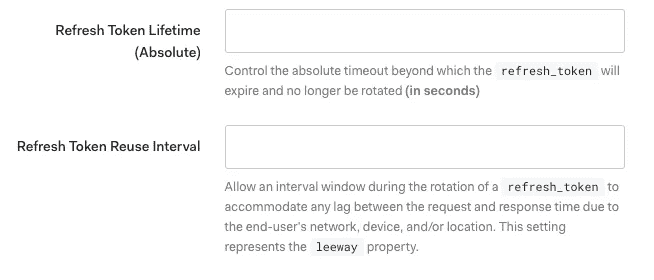 Refresh Token Lifetime
(Absolute)
Control the absolute timeout beyond which the refresh_token will
expire and no longer be rotated (in seconds)
Refresh Token Reuse Interval
Allow an interval window during the rotation of a refresh_token to
accommodate any lag between the request and response time due to
the end-user's network, device, and/or location. This setting
represents the leeway property.